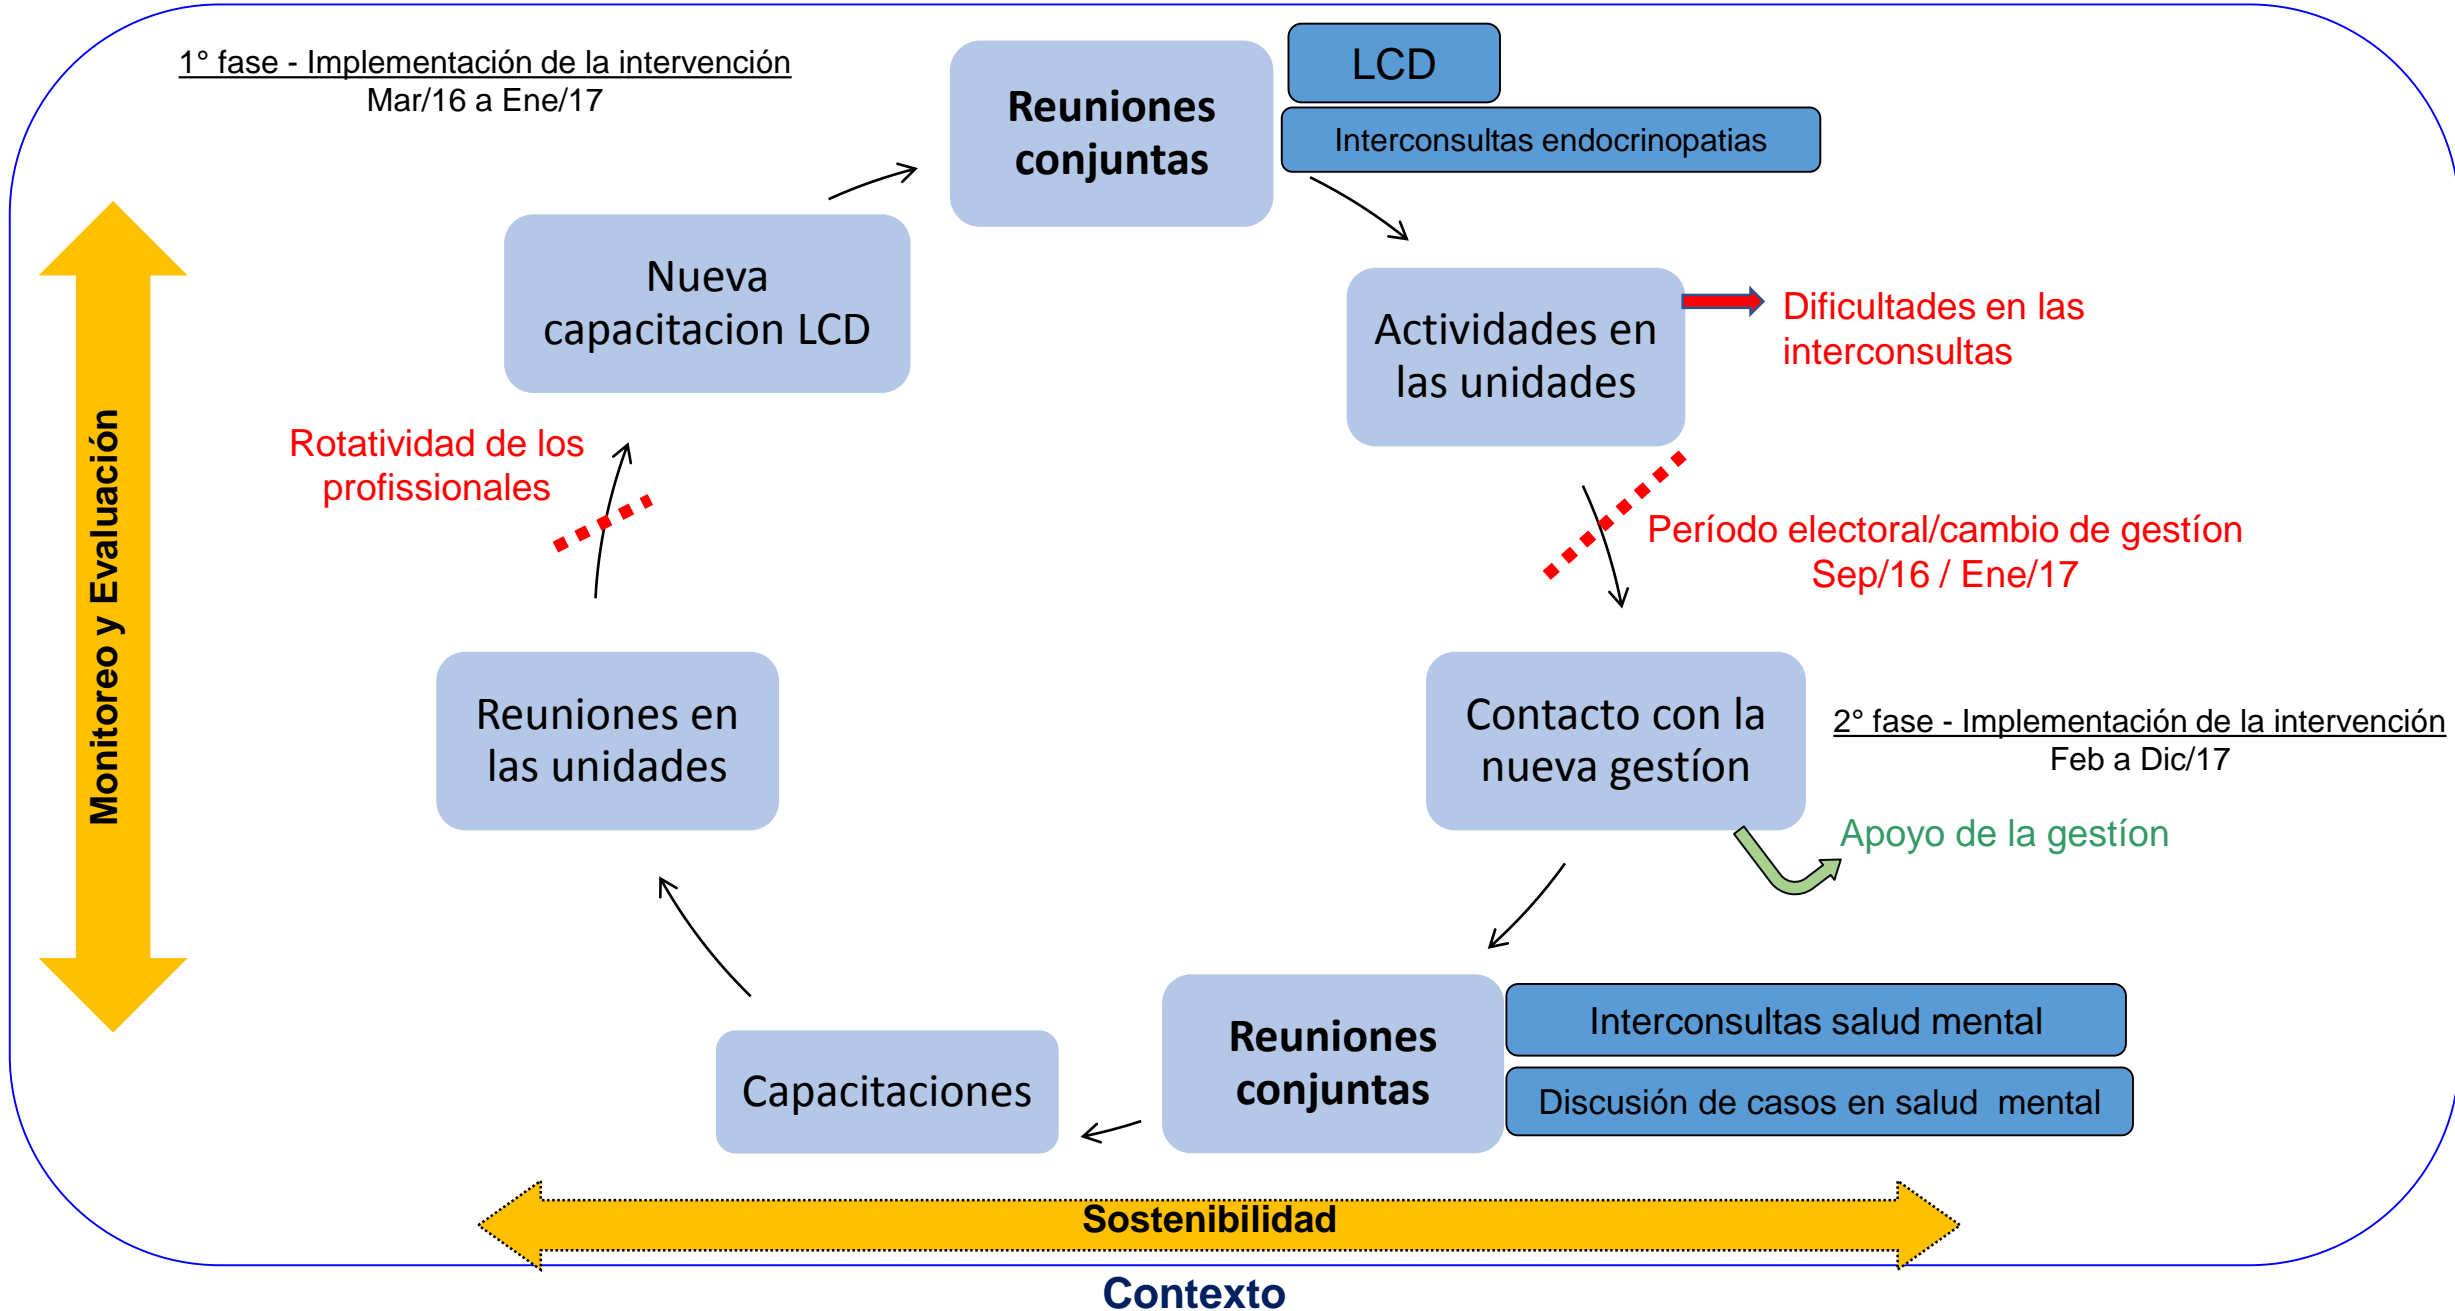 1° fase - Implementación de la intervención
Mar/16 a Ene/17
Reuniones
conjuntas
LCD
Interconsultas endocrinopatias
Nueva
capacitacion LCD
Actividades en
las unidades
Dificultades en las
interconsultas
Rotatividad de los
profissionales
Período electoral/cambio de gestíon
Sep/16 / Ene/17
Monitoreo y Evaluación
Reuniones en
las unidades
Contacto con la
nueva gestíon
2° fase - Implementación de la intervención
Feb a Dic/17
Apoyo de la gestíon
Capacitaciones
Reuniones
conjuntas
Interconsultas salud mental
Discusión de casos en salud  mental
Sostenibilidad
Contexto